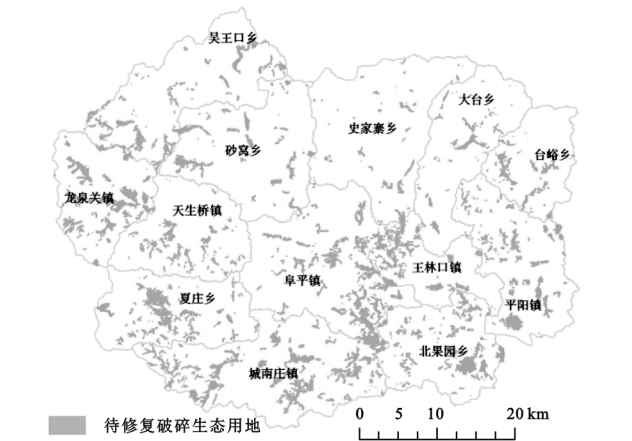 吴王口乡
大台乡
史家寨乡
砂窝乡
台峪乡
龙泉关镇
天生桥镇
王林口镇
阜平镇
夏庄乡
平阳镇
北果园乡
城南庄镇
待修复破碎生态用地
0 5 10 20 km